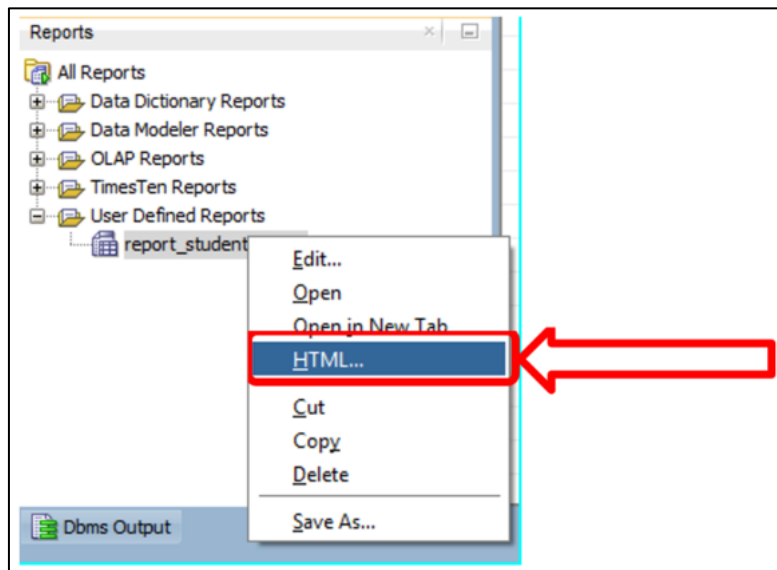 Reports
All Reports
Data Dictionary Reports
Data Modeler Reports
OLAP Reports
TimesTen Reports
User Defined Reports
report_student
Edit...
Open
Open in New Tab
HTML...
Cut
Copy
Delete
Save As...
Dbms Output